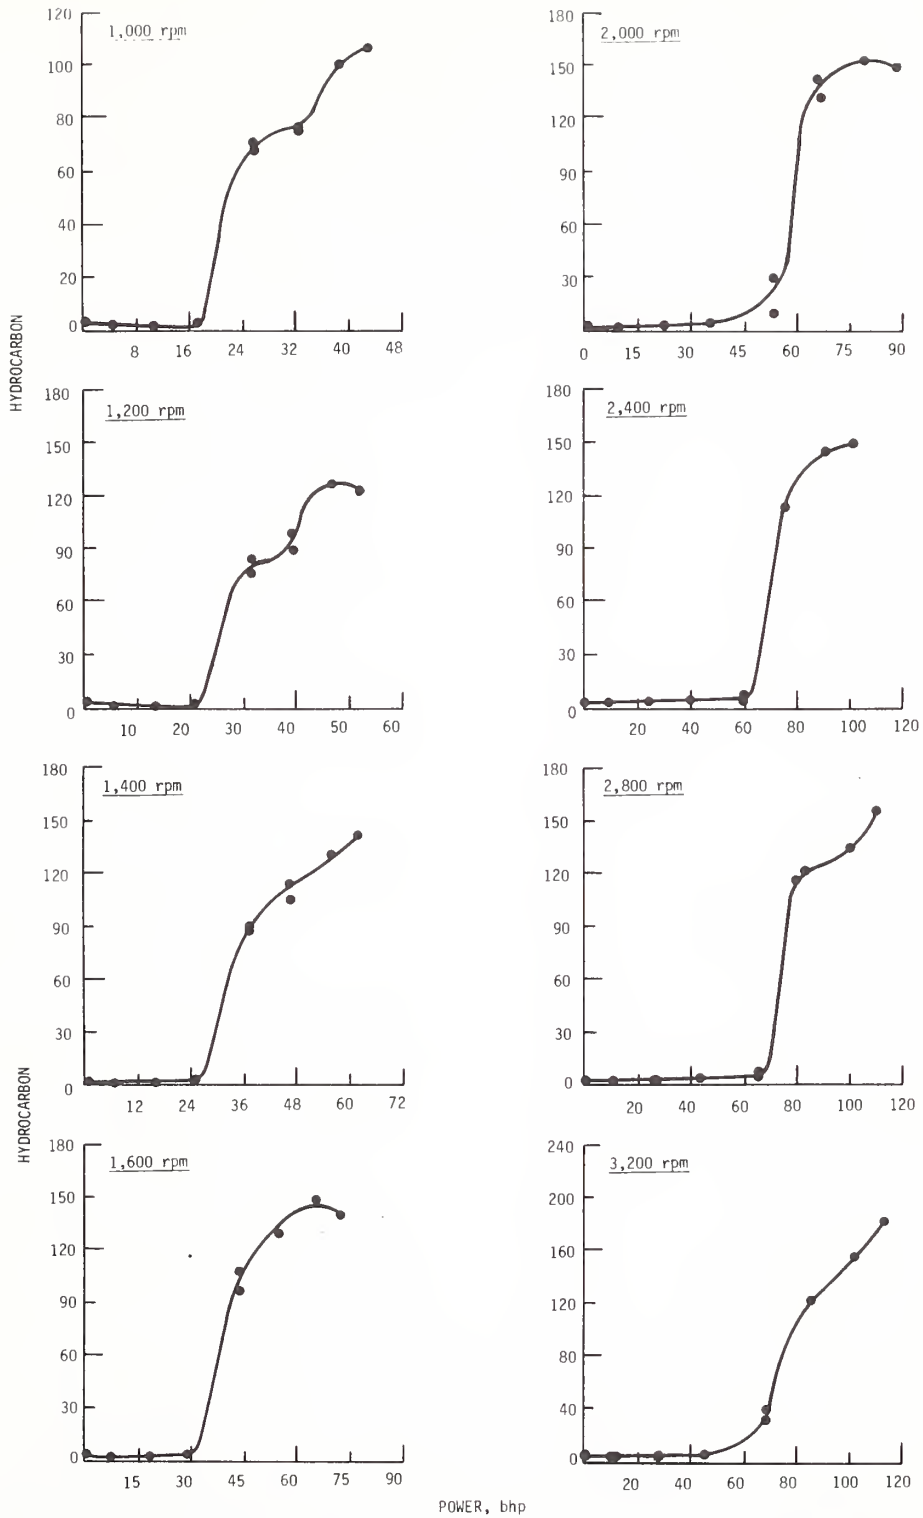 1,000 rpm
120
100
80
60
40
20
0
8 16 24 32 40 48
2,000 rpm
180
150
120
90
60
30
0
0 15 30 45 60 75 90
HYDROCARBON
1,200 rpm
180
150
120
90
60
30
0
10 20 30 40 50 60
2,400 rpm
180
150
120
90
60
30
0
20 40 60 80 100 120
1,400 rpm
180
150
120
90
60
30
0
12 24 36 48 60 72
2,800 rpm
180
150
120
90
60
30
0
20 40 60 80 100 120
HYDROCARBON
1,600 rpm
180
150
120
90
60
30
0
15 30 45 60 75 90
3,200 rpm
240
200
160
120
80
40
0
20 40 60 80 100 120
POWER, bhp